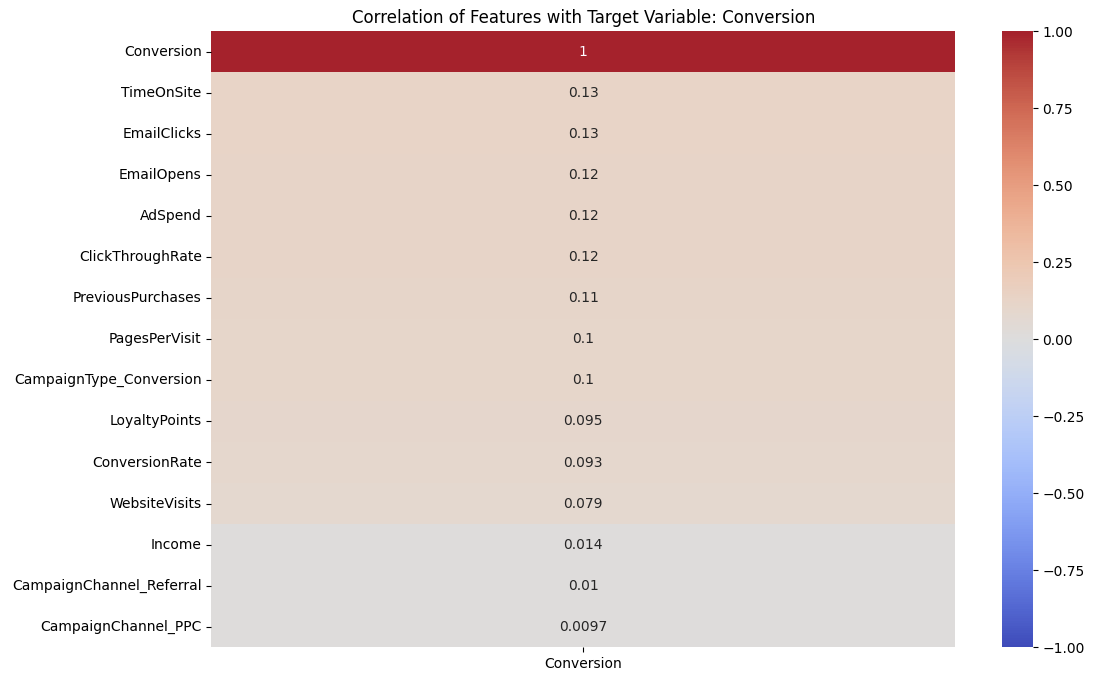 Correlation of Features with Target Variable: Conversion
Conversion 1
TimeOnSite 0.13
EmailClicks 0.13
EmailOpens 0.12
AdSpend 0.12
ClickThroughRate 0.12
PreviousPurchases 0.11
PagesPerVisit 0.1
CampaignType_Conversion 0.1
LoyaltyPoints 0.095
ConversionRate 0.093
WebsiteVisits 0.079
Income 0.014
CampaignChannel_Referral 0.01
CampaignChannel_PPC 0.0097
Conversion
1.00
0.75
0.50
0.25
0.00
−0.25
−0.50
−0.75
−1.00